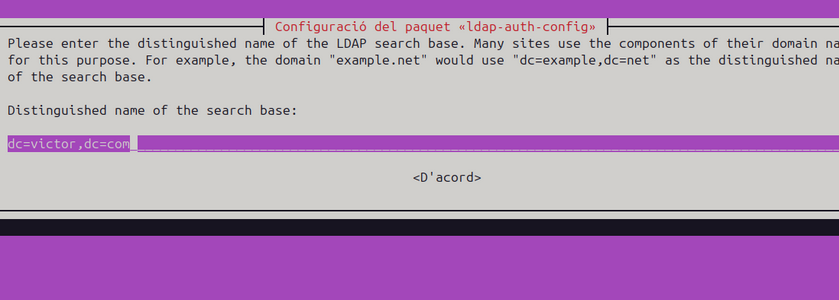 Configuració del paquet «ldap-auth-config»
Please enter the distinguished name of the LDAP search base. Many sites use the components of their domain na
for this purpose. For example, the domain "example.net" would use "dc=example,dc=net" as the distinguished na
of the search base.
Distinguished name of the search base:
dc=victor,dc=com
<D'acord>